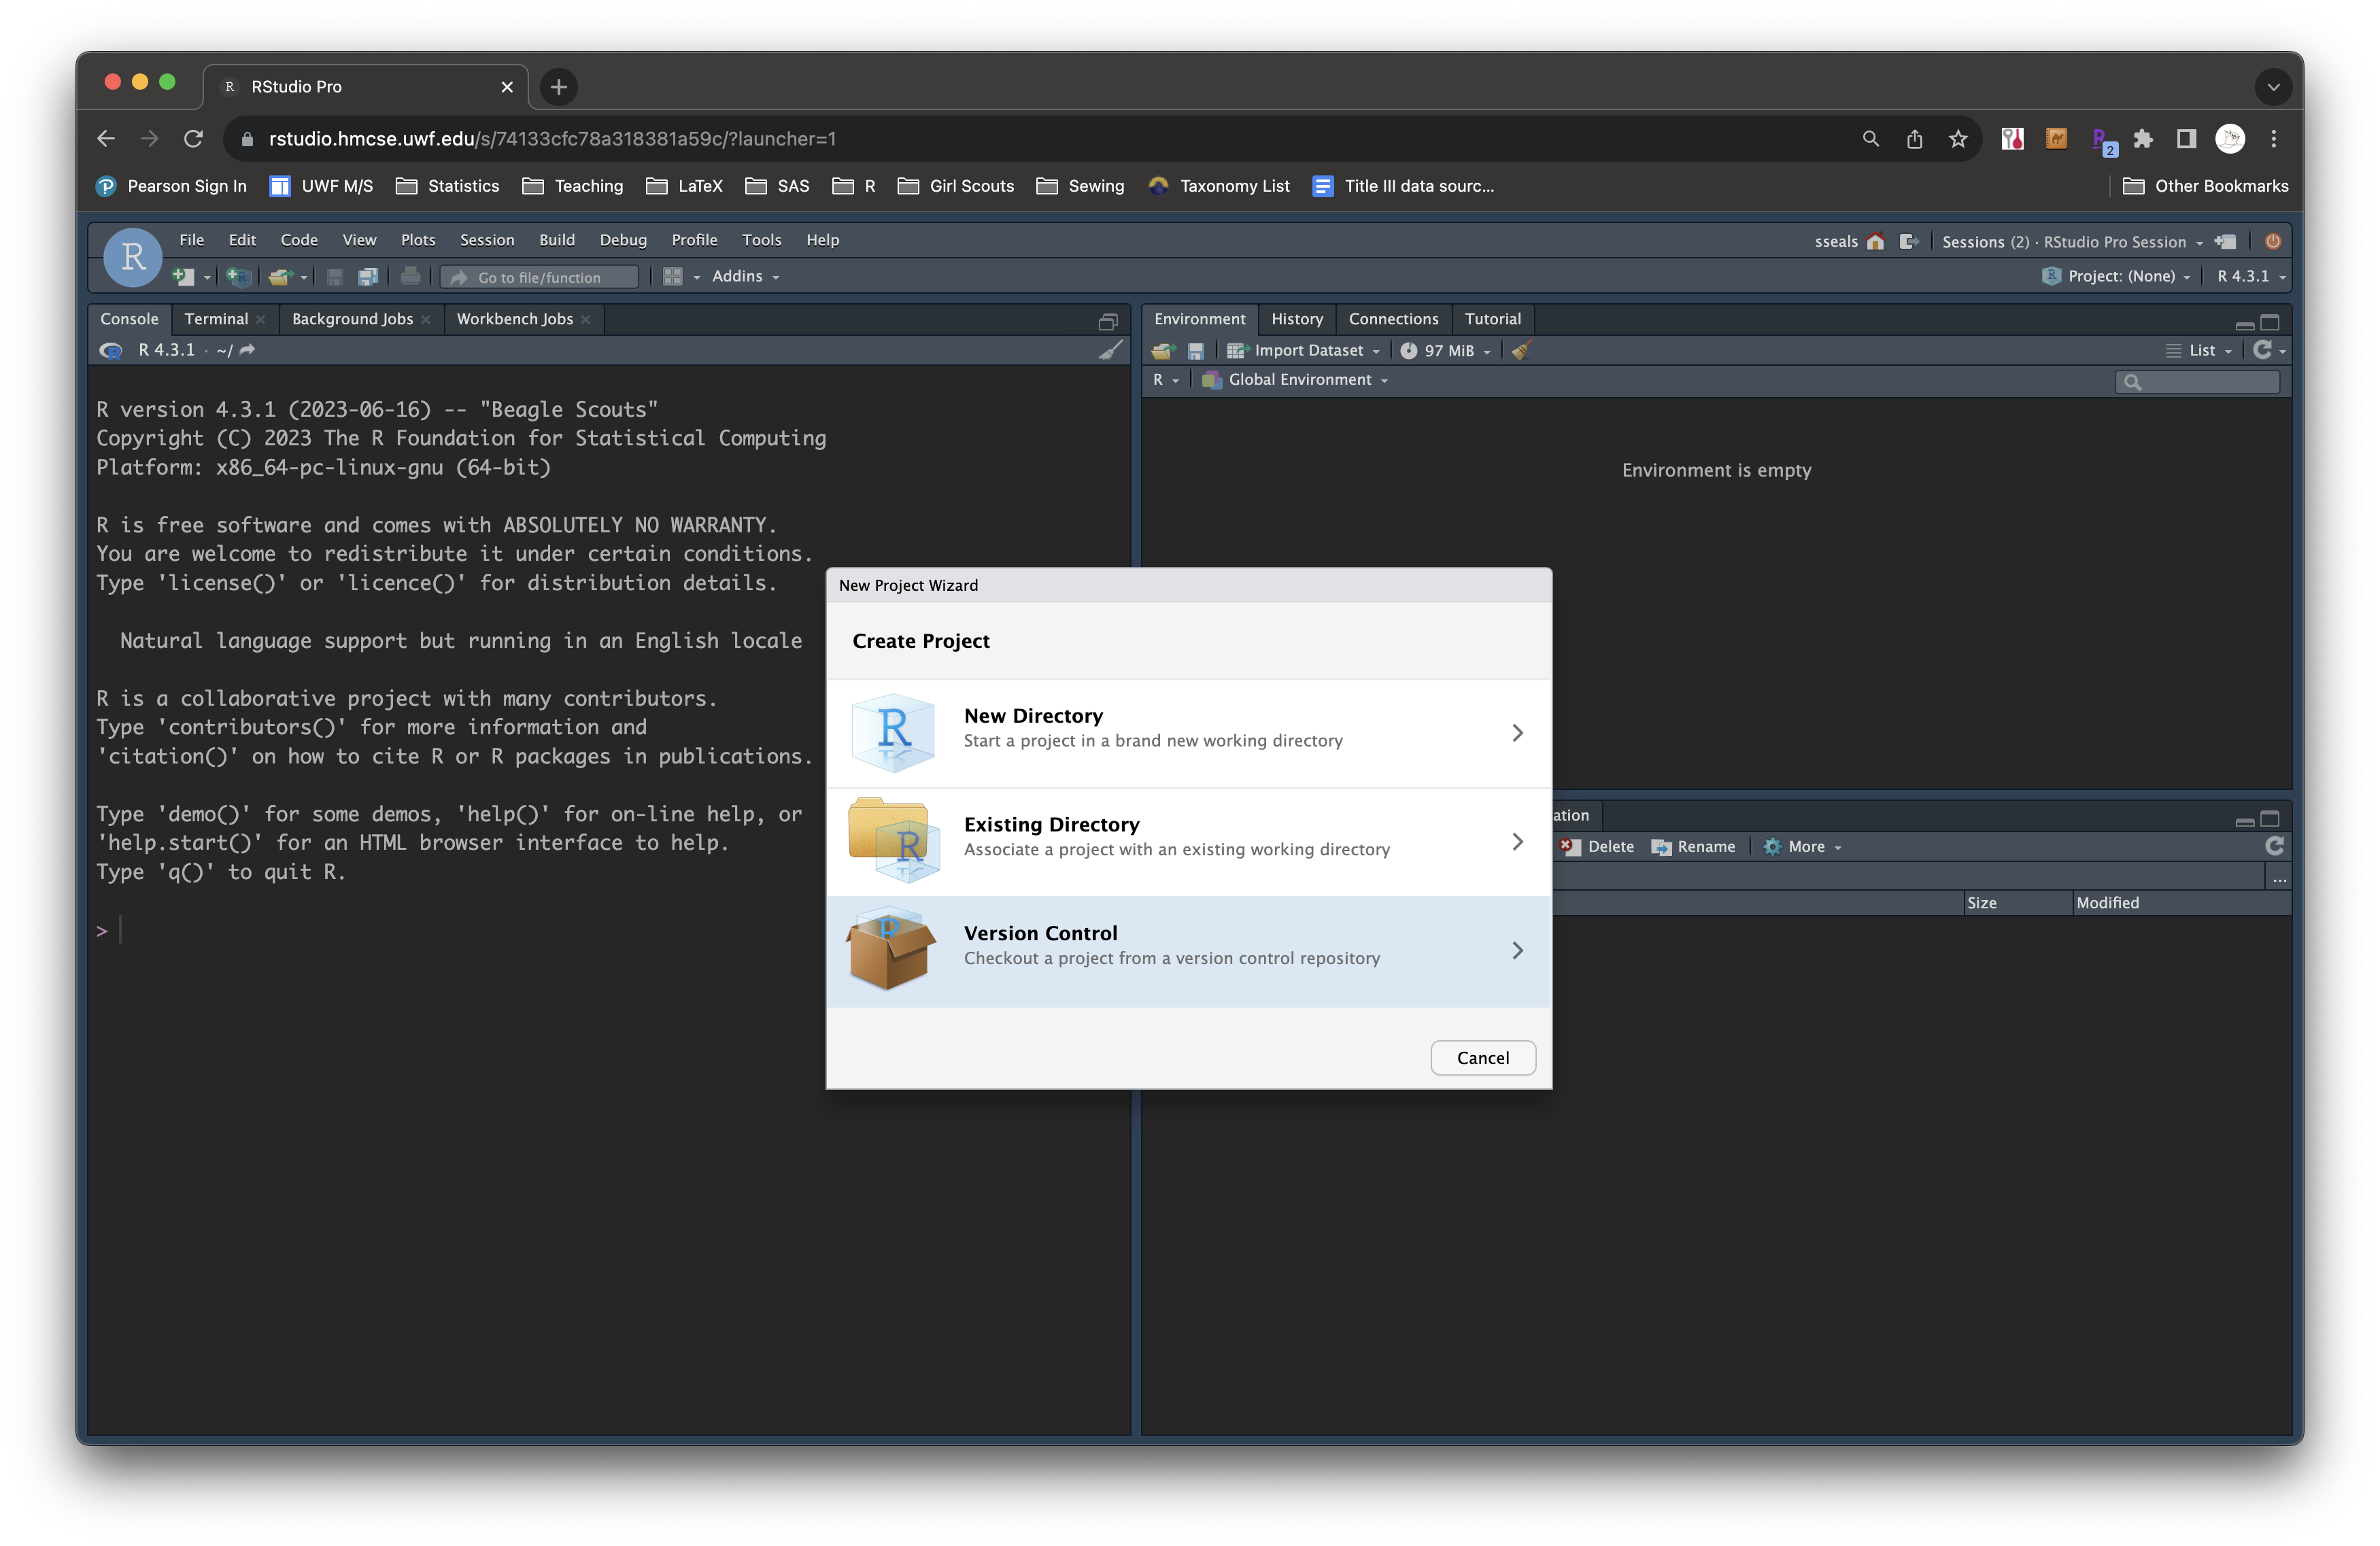 RStudio Pro
rstudio.hmcse.uwf.edu/s/74133cfc78a318381a59c/?launcher=1
2
Pearson Sign In UWF M/S Statistics Teaching LaTeX SAS R Girl Scouts Sewing Taxonomy List Title III data sourc... Other Bookmarks
R File Edit Code View Plots Session Build Debug Profile Tools Help sseals Sessions (2) · RStudio Pro Session
Go to file/function Addins Project: (None) R 4.3.1
Console Terminal Background Jobs Workbench Jobs
R 4.3.1 · ~/
R version 4.3.1 (2023-06-16) -- "Beagle Scouts"
Copyright (C) 2023 The R Foundation for Statistical Computing
Platform: x86_64-pc-linux-gnu (64-bit)
R is free software and comes with ABSOLUTELY NO WARRANTY.
You are welcome to redistribute it under certain conditions.
Type 'license()' or 'licence()' for distribution details.
Natural language support but running in an English locale
R is a collaborative project with many contributors.
Type 'contributors()' for more information and
'citation()' on how to cite R or R packages in publications.
Type 'demo()' for some demos, 'help()' for on-line help, or
'help.start()' for an HTML browser interface to help.
Type 'q()' to quit R.
>
Environment History Connections Tutorial
Import Dataset 97 MiB List
R Global Environment
Environment is empty
New Project Wizard
Create Project
New Directory
Start a project in a brand new working directory
Existing Directory
Associate a project with an existing working directory
Version Control
Checkout a project from a version control repository
Cancel
ation
Delete Rename More
...
Size Modified